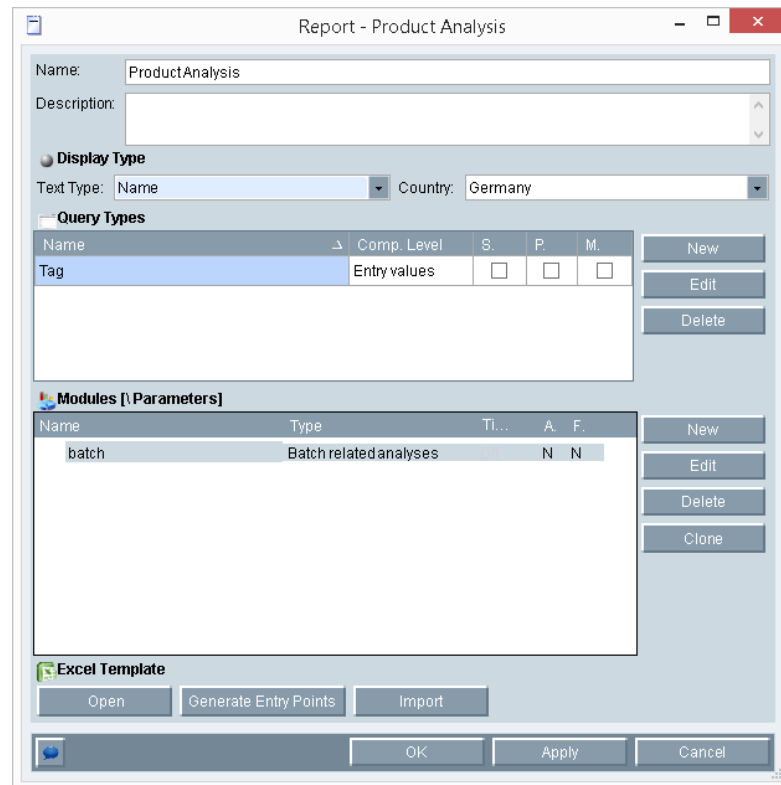 Report - Product Analysis
Name: ProductAnalysis
Description:
Display Type
Text Type: Name Country: Germany
Query Types
Name Comp. Level S. P. M.
New
Tag Entry values
Edit
Delete
Modules [\ Parameters]
Name Type Ti... A. F.
New
batch Batch related analyses N N
Edit
Delete
Clone
Excel Template
Open Generate Entry Points Import
OK Apply Cancel